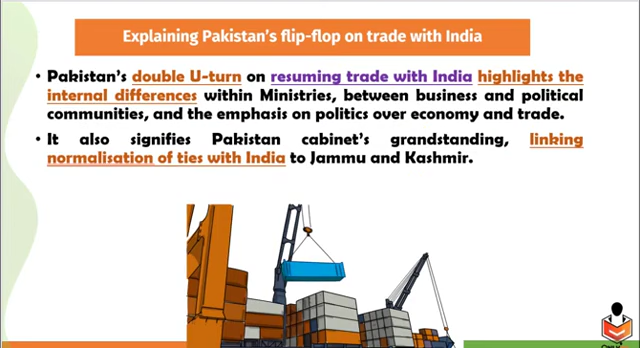 Explaining Pakistan's flip-flop on trade with India
• Pakistan's double U-turn on resuming trade with India highlights the
internal differences within Ministries, between business and political
communities, and the emphasis on politics over economy and trade.
• It also signifies Pakistan cabinet's grandstanding, linking
normalisation of ties with India to Jammu and Kashmir.